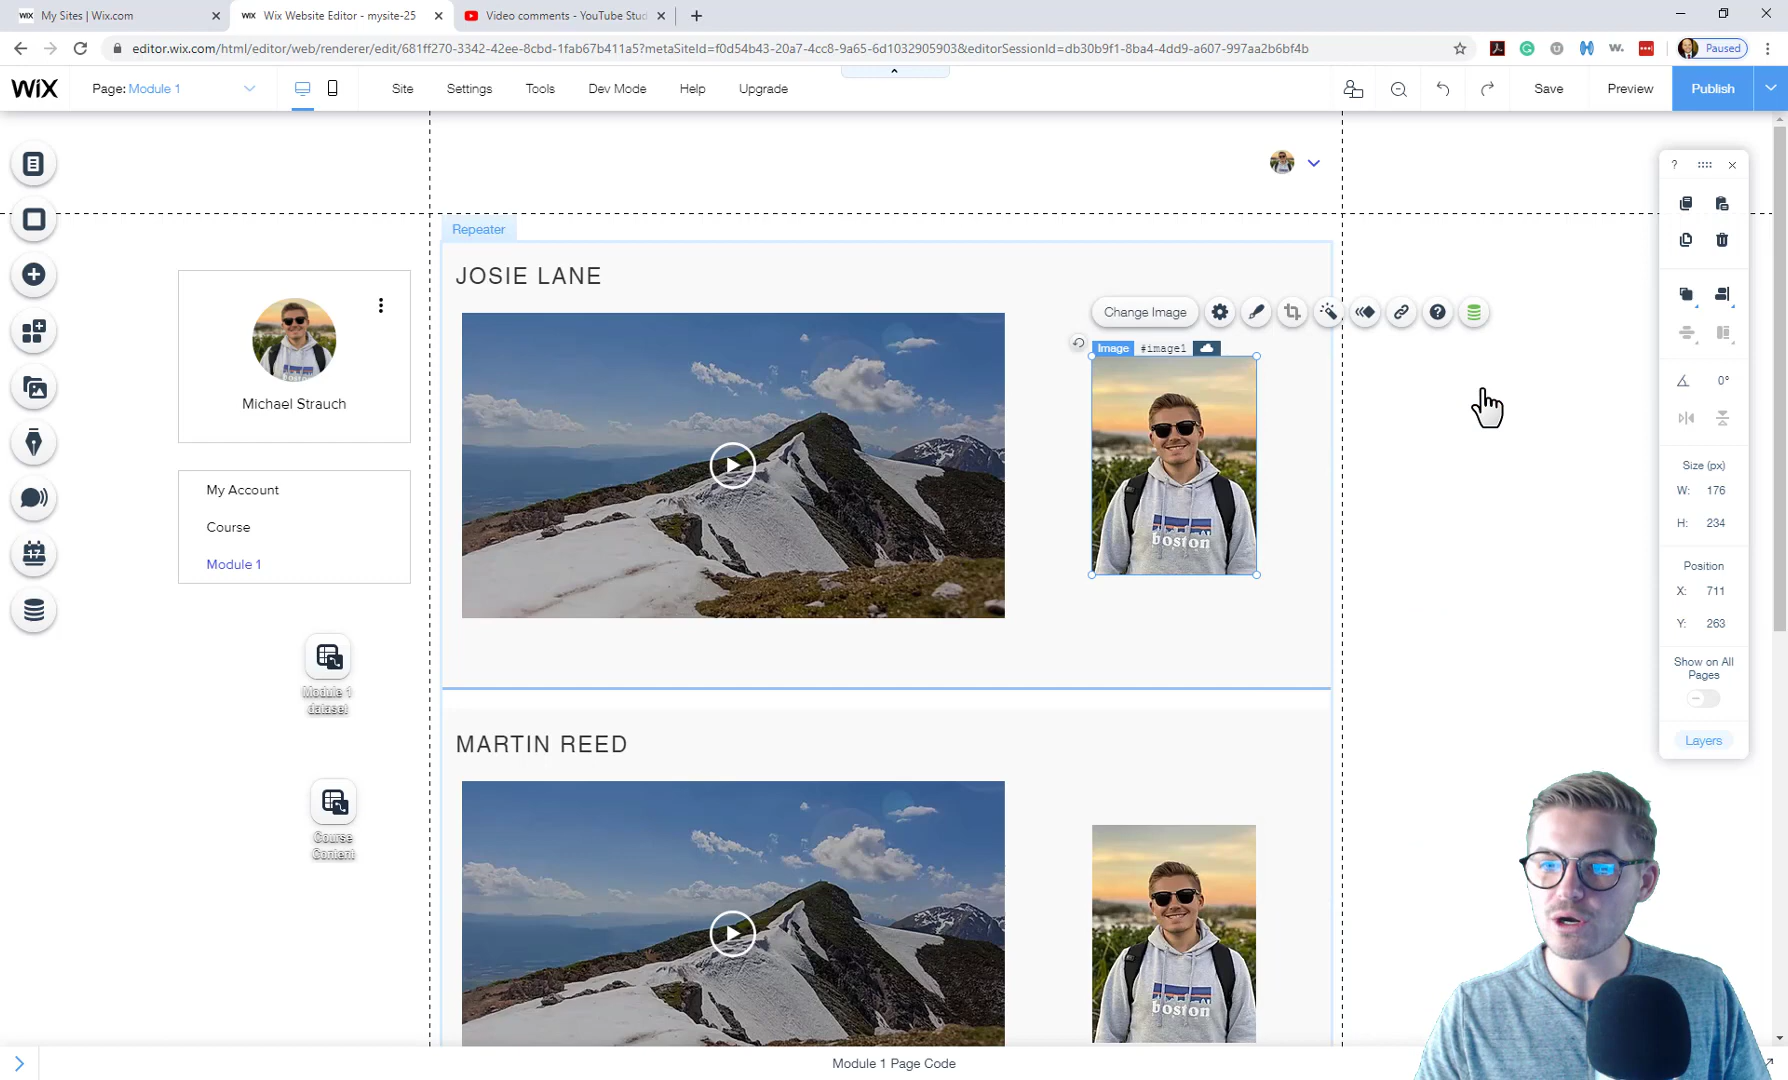 My Sites | Wix.com
Wix Website Editor - mysite-25
Video comments - YouTube Stud
editor.wix.com/html/editor/web/renderer/edit/681ff270-3342-42ee-8cbd-1fab67b411a5?metaSiteId=f0d54b43-20a7-4cc8-9a65-6d1032905903&editorSessionId=db30b9f1-8ba4-4dd9-a607-997aa2b6bf4b
Paused
WIX
Page: Module 1
Site
Settings
Tools
Dev Mode
Help
Upgrade
Save
Preview
Publish
Repeater
JOSIE LANE
Change Image
Image #image1
boston
Michael Strauch
My Account
Course
Module 1
17
Module 1
dataset
Course
Content
MARTIN REED
boston
0°
Size (px)
W: 176
H: 234
Position
X: 711
Y: 263
Show on All
Pages
Layers
Module 1 Page Code